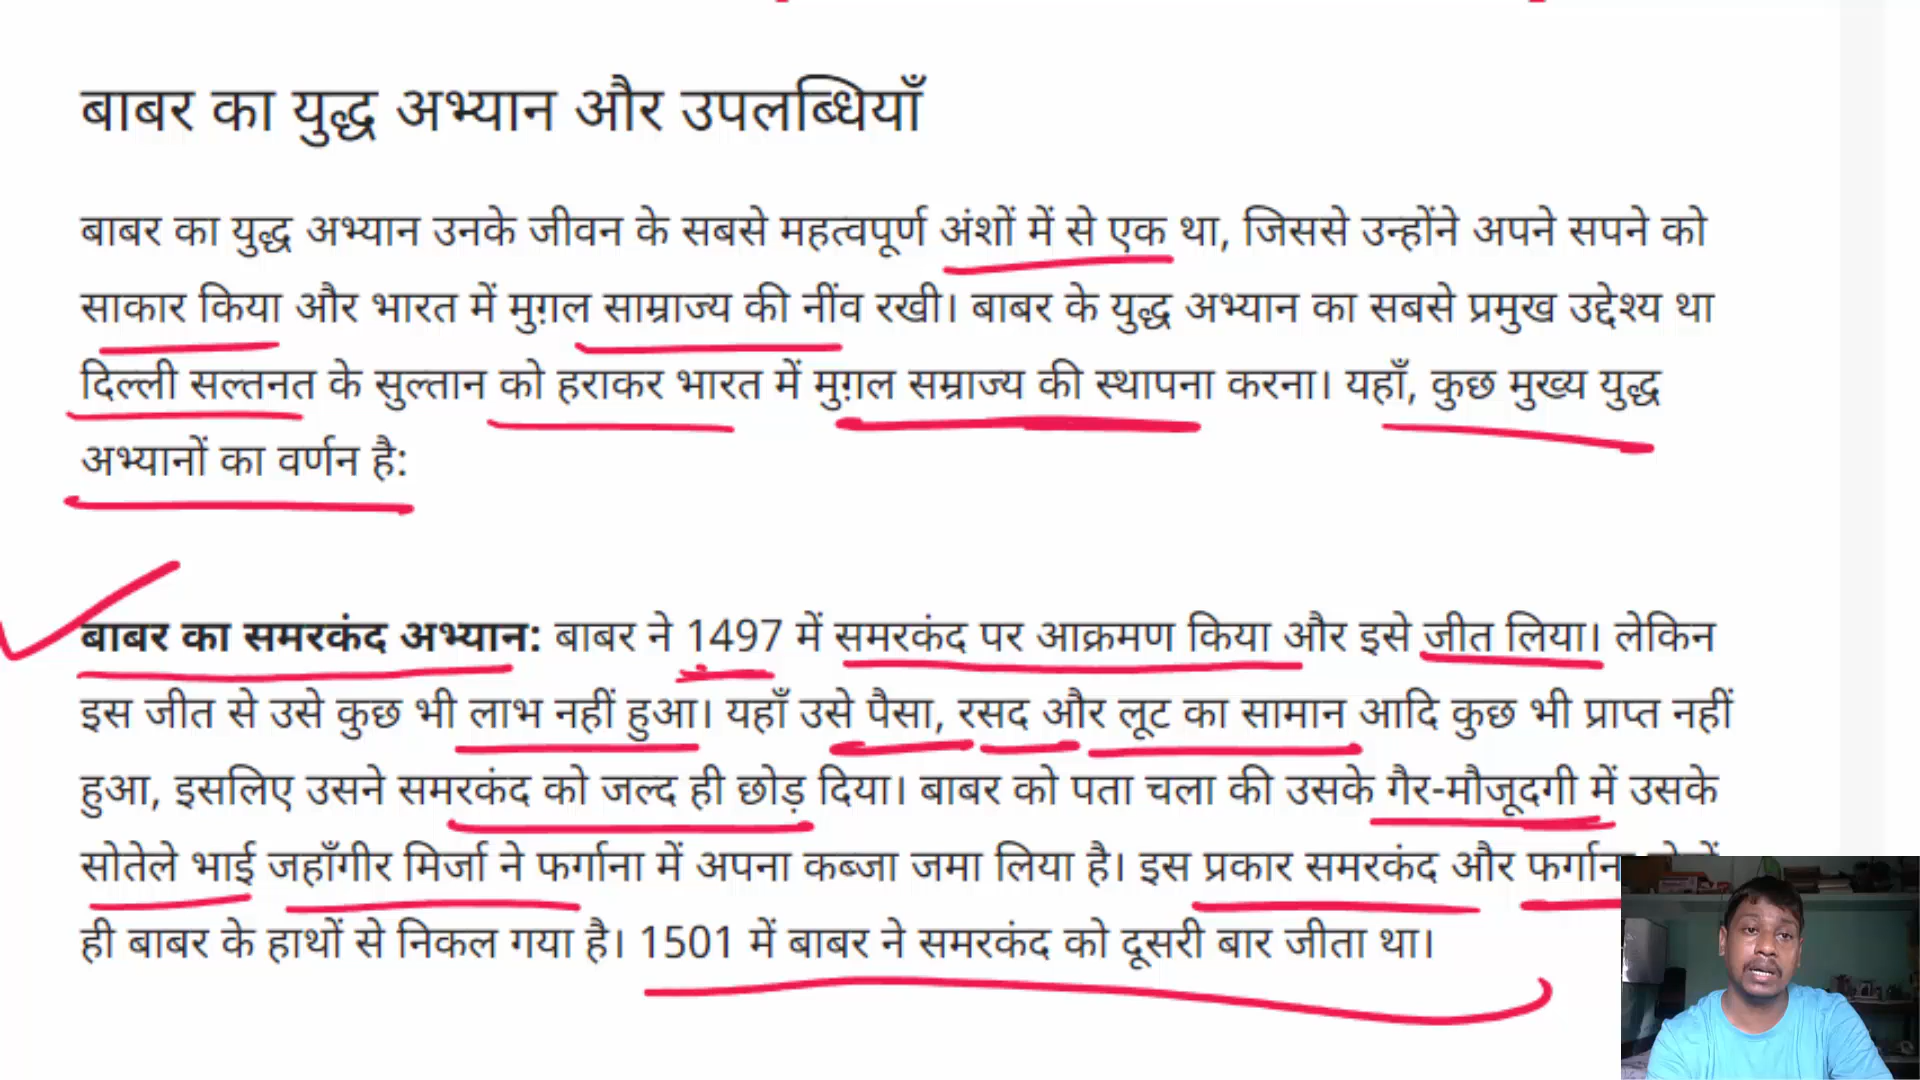 बाबर का युद्ध अभ्यान और उपलब्धियाँ
बाबर का युद्ध अभ्यान उनके जीवन के सबसे महत्वपूर्ण अंशों में से एक था, जिससे उन्होंने अपने सपने को
साकार किया और भारत में मुग़ल साम्राज्य की नींव रखी। बाबर के युद्ध अभ्यान का सबसे प्रमुख उद्देश्य था
दिल्ली सल्तनत के सुल्तान को हराकर भारत में मुग़ल सम्राज्य की स्थापना करना। यहाँ, कुछ मुख्य युद्ध
अभ्यानों का वर्णन है:
बाबर का समरकंद अभ्यान: बाबर ने 1497 में समरकंद पर आक्रमण किया और इसे जीत लिया। लेकिन
इस जीत से उसे कुछ भी लाभ नहीं हुआ। यहाँ उसे पैसा, रसद और लूट का सामान आदि कुछ भी प्राप्त नहीं
हुआ, इसलिए उसने समरकंद को जल्द ही छोड़ दिया। बाबर को पता चला की उसके गैर-मौजूदगी में उसके
सोतेले भाई जहाँगीर मिर्जा ने फर्गाना में अपना कब्जा जमा लिया है। इस प्रकार समरकंद और
ही बाबर के हाथों से निकल गया है। 1501 में बाबर ने समरकंद को दूसरी बार जीता था।